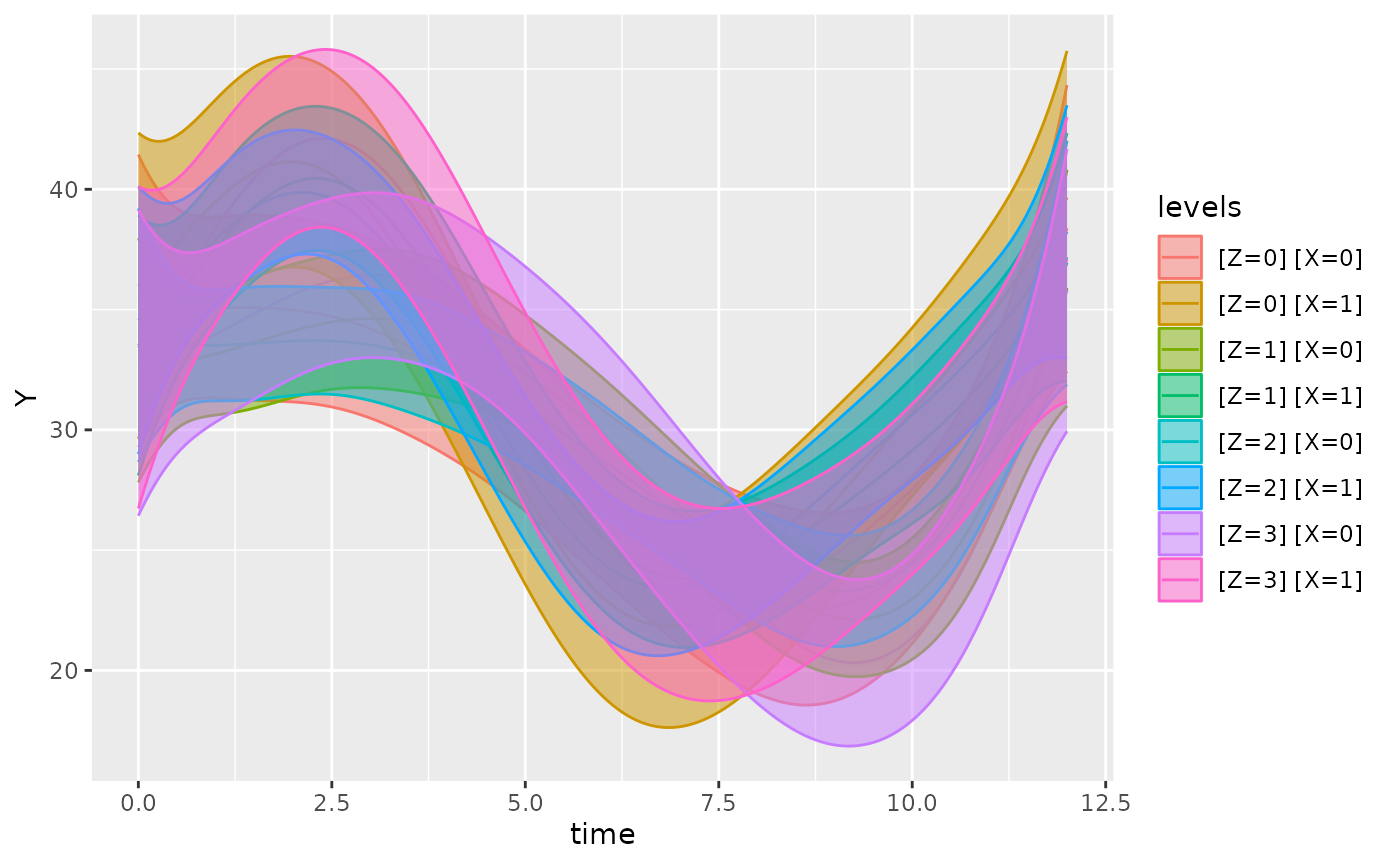 40
30
20
Y
0.0 2.5 5.0 7.5 10.0 12.5
time
levels
[Z=0] [X=0]
[Z=0] [X=1]
[Z=1] [X=0]
[Z=1] [X=1]
[Z=2] [X=0]
[Z=2] [X=1]
[Z=3] [X=0]
[Z=3] [X=1]